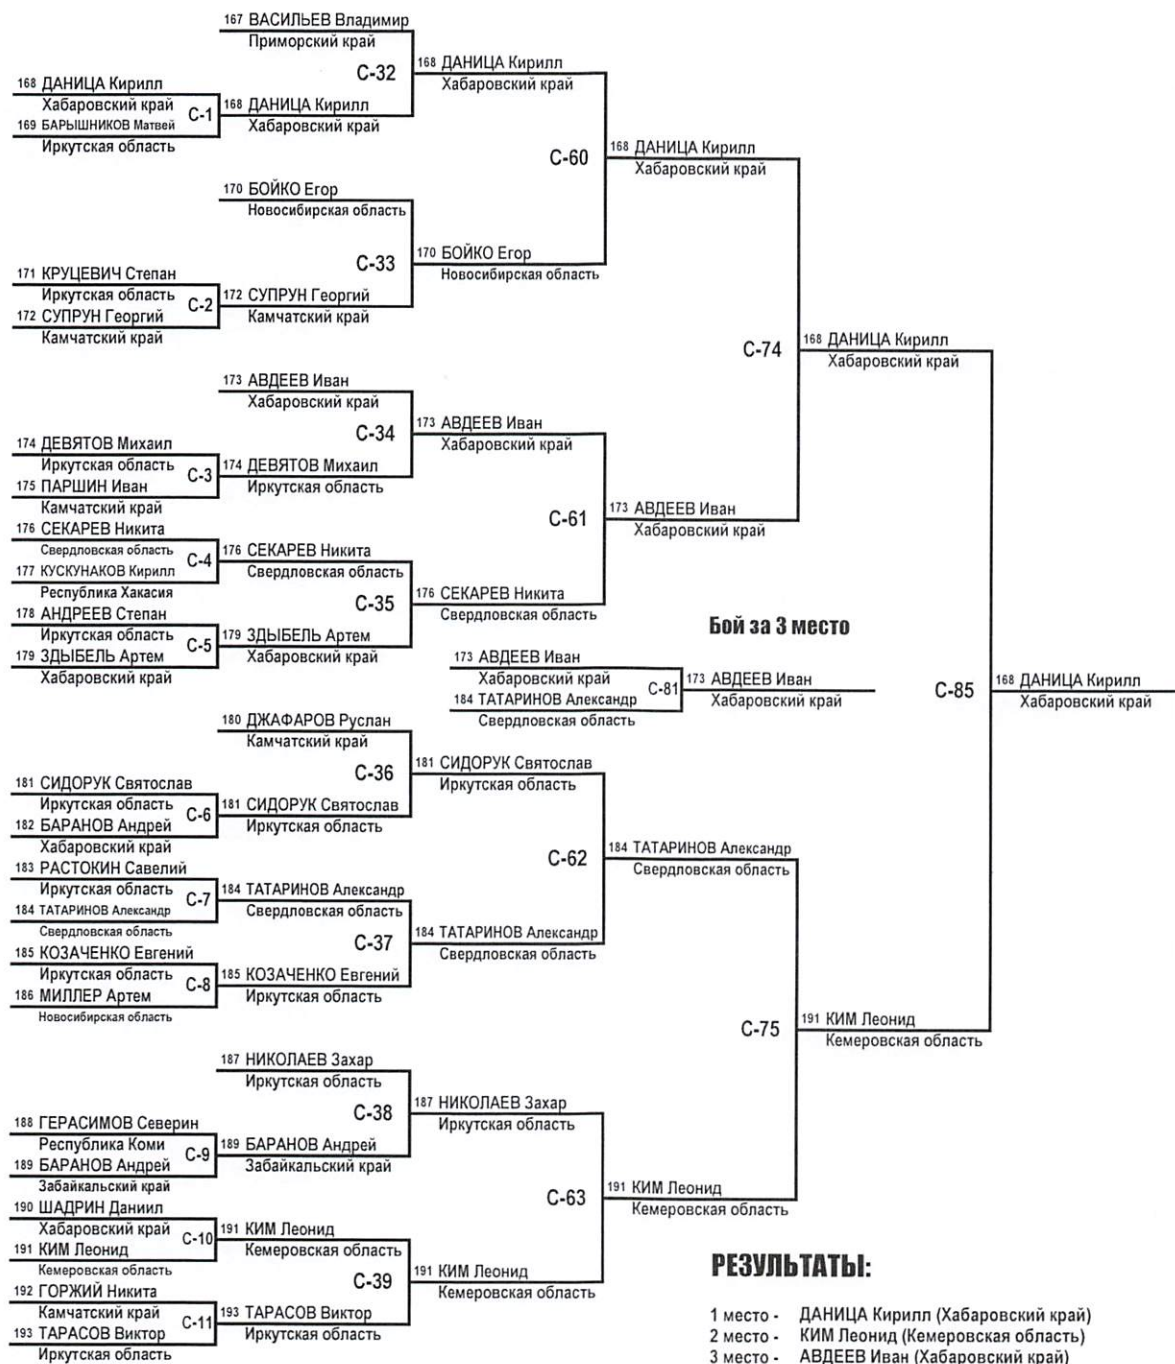 167 ВАСИЛЬЕВ Владимир
Приморский край
С-32
168 ДАНИЦА Кирилл
Хабаровский край
168 ДАНИЦА Кирилл
Хабаровский край
С-1
169 БАРЫШНИКОВ Матвей
Иркутская область
168 ДАНИЦА Кирилл
Хабаровский край
С-60
168 ДАНИЦА Кирилл
Хабаровский край
170 БОЙКО Егор
Новосибирская область
С-33
170 БОЙКО Егор
Новосибирская область
171 КРУЦЕВИЧ Степан
Иркутская область
С-2
172 СУПРУН Георгий
Камчатский край
172 СУПРУН Георгий
Камчатский край
С-74
168 ДАНИЦА Кирилл
Хабаровский край
173 АВДЕЕВ Иван
Хабаровский край
С-34
173 АВДЕЕВ Иван
Хабаровский край
174 ДЕВЯТОВ Михаил
Иркутская область
С-3
175 ПАРШИН Иван
Камчатский край
174 ДЕВЯТОВ Михаил
Иркутская область
С-61
173 АВДЕЕВ Иван
Хабаровский край
176 СЕКАРЕВ Никита
Свердловская область
С-4
177 КУСКУНАКОВ Кирилл
Республика Хакасия
176 СЕКАРЕВ Никита
Свердловская область
С-35
176 СЕКАРЕВ Никита
Свердловская область
178 АНДРЕЕВ Степан
Иркутская область
С-5
179 ЗДЫБЕЛЬ Артем
Хабаровский край
179 ЗДЫБЕЛЬ Артем
Хабаровский край
Бой за 3 место
173 АВДЕЕВ Иван
Хабаровский край
С-81
184 ТАТАРИНОВ Александр
Свердловская область
173 АВДЕЕВ Иван
Хабаровский край
С-85
168 ДАНИЦА Кирилл
Хабаровский край
180 ДЖАФАРОВ Руслан
Камчатский край
С-36
181 СИДОРУК Святослав
Иркутская область
181 СИДОРУК Святослав
Иркутская область
С-6
182 БАРАНОВ Андрей
Хабаровский край
181 СИДОРУК Святослав
Иркутская область
С-62
184 ТАТАРИНОВ Александр
Свердловская область
183 РАСТОКИН Савелий
Иркутская область
С-7
184 ТАТАРИНОВ Александр
Свердловская область
184 ТАТАРИНОВ Александр
Свердловская область
С-37
184 ТАТАРИНОВ Александр
Свердловская область
185 КОЗАЧЕНКО Евгений
Иркутская область
С-8
186 МИЛЛЕР Артем
Новосибирская область
185 КОЗАЧЕНКО Евгений
Иркутская область
С-75
191 КИМ Леонид
Кемеровская область
187 НИКОЛАЕВ Захар
Иркутская область
С-38
187 НИКОЛАЕВ Захар
Иркутская область
188 ГЕРАСИМОВ Северин
Республика Коми
С-9
189 БАРАНОВ Андрей
Забайкальский край
189 БАРАНОВ Андрей
Забайкальский край
С-63
191 КИМ Леонид
Кемеровская область
190 ШАДРИН Даниил
Хабаровский край
С-10
191 КИМ Леонид
Кемеровская область
191 КИМ Леонид
Кемеровская область
С-39
191 КИМ Леонид
Кемеровская область
192 ГОРЖИЙ Никита
Камчатский край
С-11
193 ТАРАСОВ Виктор
Иркутская область
193 ТАРАСОВ Виктор
Иркутская область
РЕЗУЛЬТАТЫ:
1 место - ДАНИЦА Кирилл (Хабаровский край)
2 место - КИМ Леонид (Кемеровская область)
3 место - АВДЕЕВ Иван (Хабаровский край)